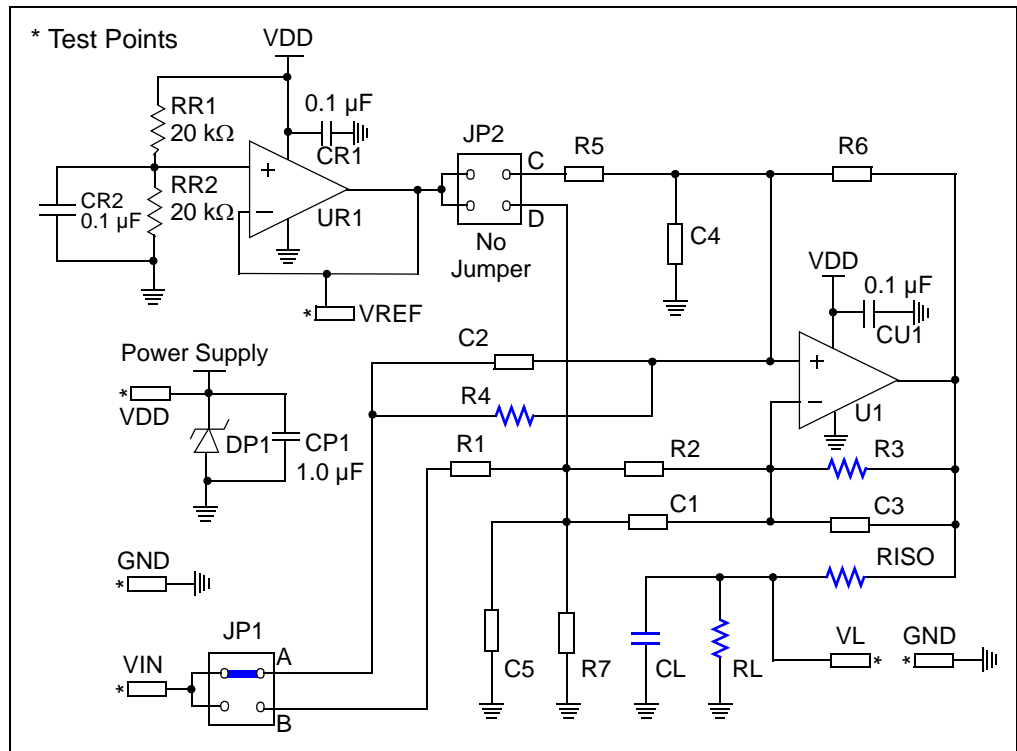 * Test Points
VDD
RR1
20 kΩ
0.1 µF
CR1
JP2
C
R5
R6
CR2
0.1 µF
RR2
20 kΩ
+
−
UR1
D
No
Jumper
C4
VDD
0.1 µF
CU1
* VREF
Power Supply
C2
+
−
U1
*
VDD
R4
DP1
CP1
1.0 µF
R1
R2
R3
C1
C3
GND
*
RISO
JP1
A
VIN
*
B
C5
R7
CL
RL
VL
*
GND
*